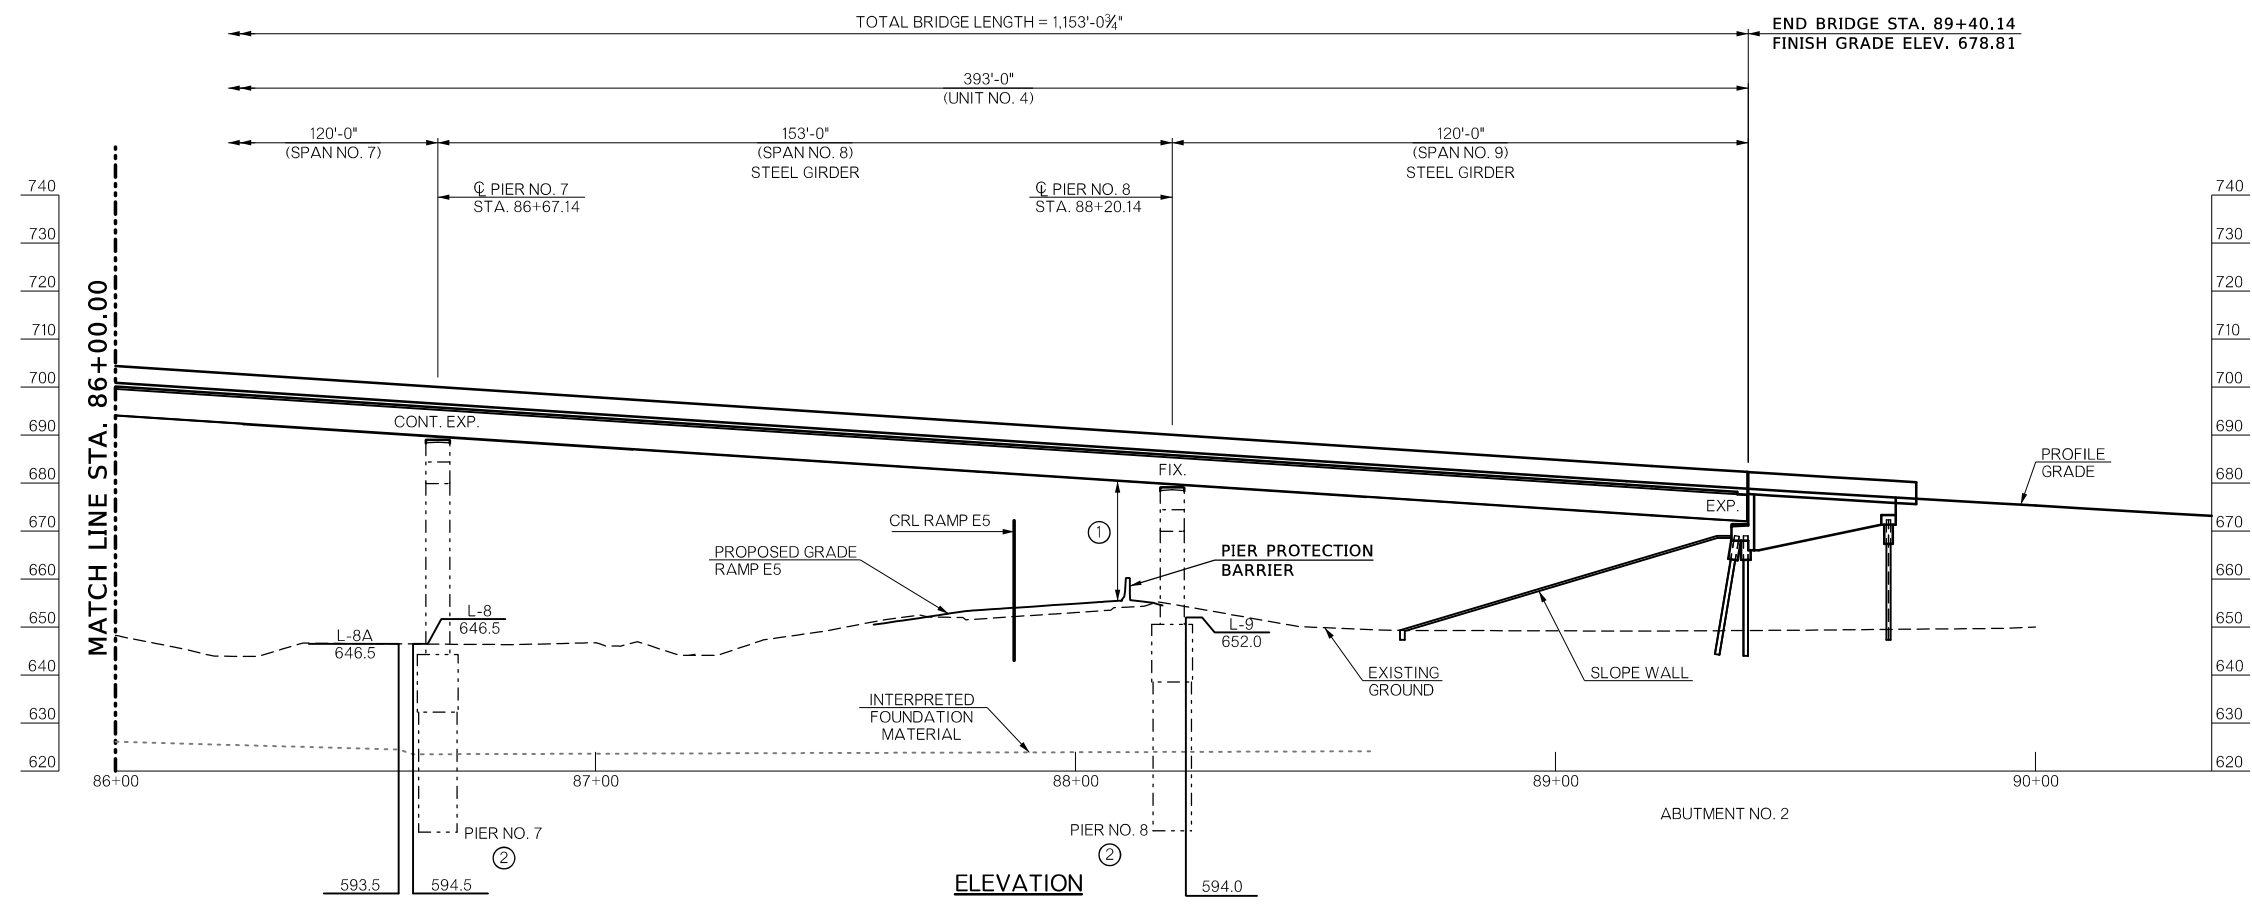 TOTAL BRIDGE LENGTH = 1,153'-0¾"
END BRIDGE STA. 89+40.14
FINISH GRADE ELEV. 678.81
393'-0"
(UNIT NO. 4)
120'-0"
(SPAN NO. 7)
153'-0"
(SPAN NO. 8)
STEEL GIRDER
120'-0"
(SPAN NO. 9)
STEEL GIRDER
℄ PIER NO. 7
STA. 86+67.14
℄ PIER NO. 8
STA. 88+20.14
740
730
720
710
700
690
680
670
660
650
640
630
620
MATCH LINE STA. 86+00.00
740
730
720
710
700
690
680
670
660
650
640
630
620
CONT. EXP.
FIX.
EXP.
PROFILE
GRADE
CRL RAMP E5
1
PROPOSED GRADE
RAMP E5
PIER PROTECTION
BARRIER
L-8A
646.5
L-8
646.5
L-9
652.0
EXISTING
GROUND
SLOPE WALL
INTERPRETED
FOUNDATION
MATERIAL
86+00
87+00
88+00
89+00
90+00
ABUTMENT NO. 2
PIER NO. 7
2
PIER NO. 8
2
593.5
594.5
594.0
ELEVATION